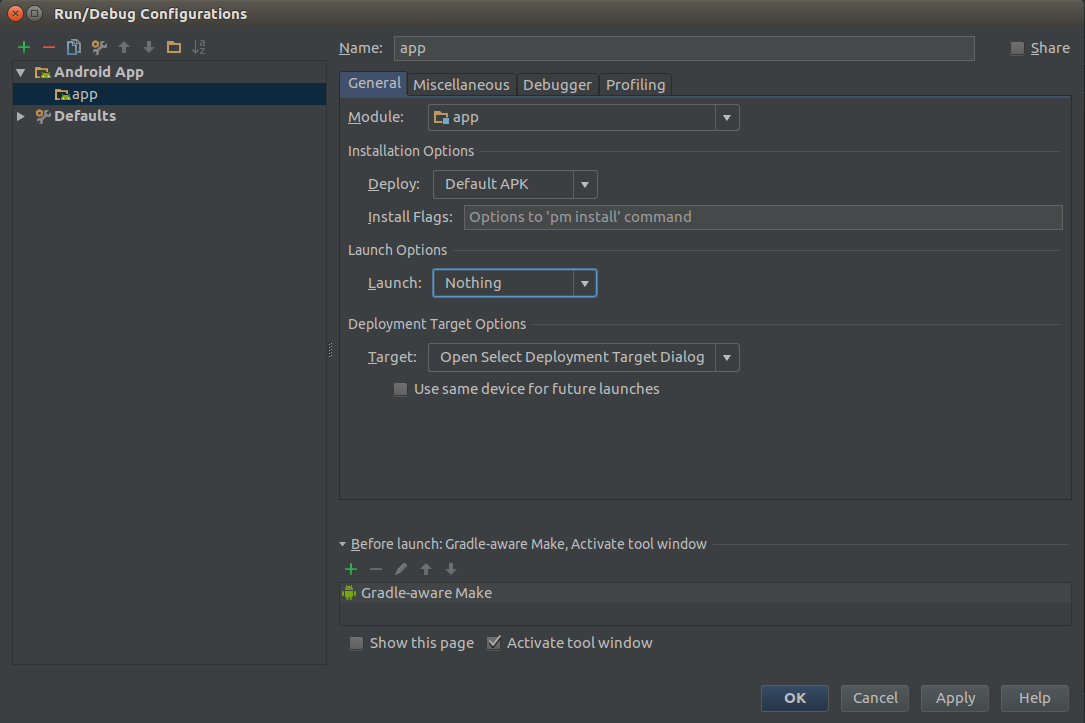 Run/Debug Configurations
Name: app
Share
Android App
app
Defaults
General Miscellaneous Debugger Profiling
Module: app
Installation Options
Deploy: Default APK
Install Flags: Options to 'pm install' command
Launch Options
Launch: Nothing
Deployment Target Options
Target: Open Select Deployment Target Dialog
Use same device for future launches
Before launch: Gradle-aware Make, Activate tool window
Gradle-aware Make
Show this page Activate tool window
OK Cancel Apply Help